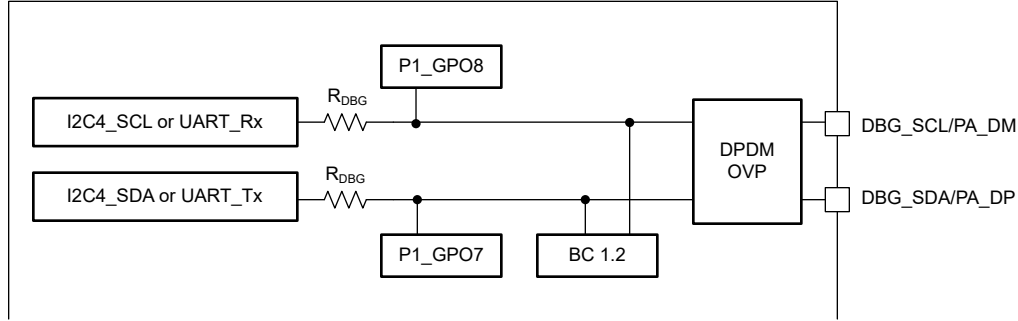 P1_GPO8
I2C4_SCL or UART_Rx
RDBG
DPDM
OVP
DBG_SCL/PA_DM
I2C4_SDA or UART_Tx
RDBG
DBG_SDA/PA_DP
P1_GPO7
BC 1.2